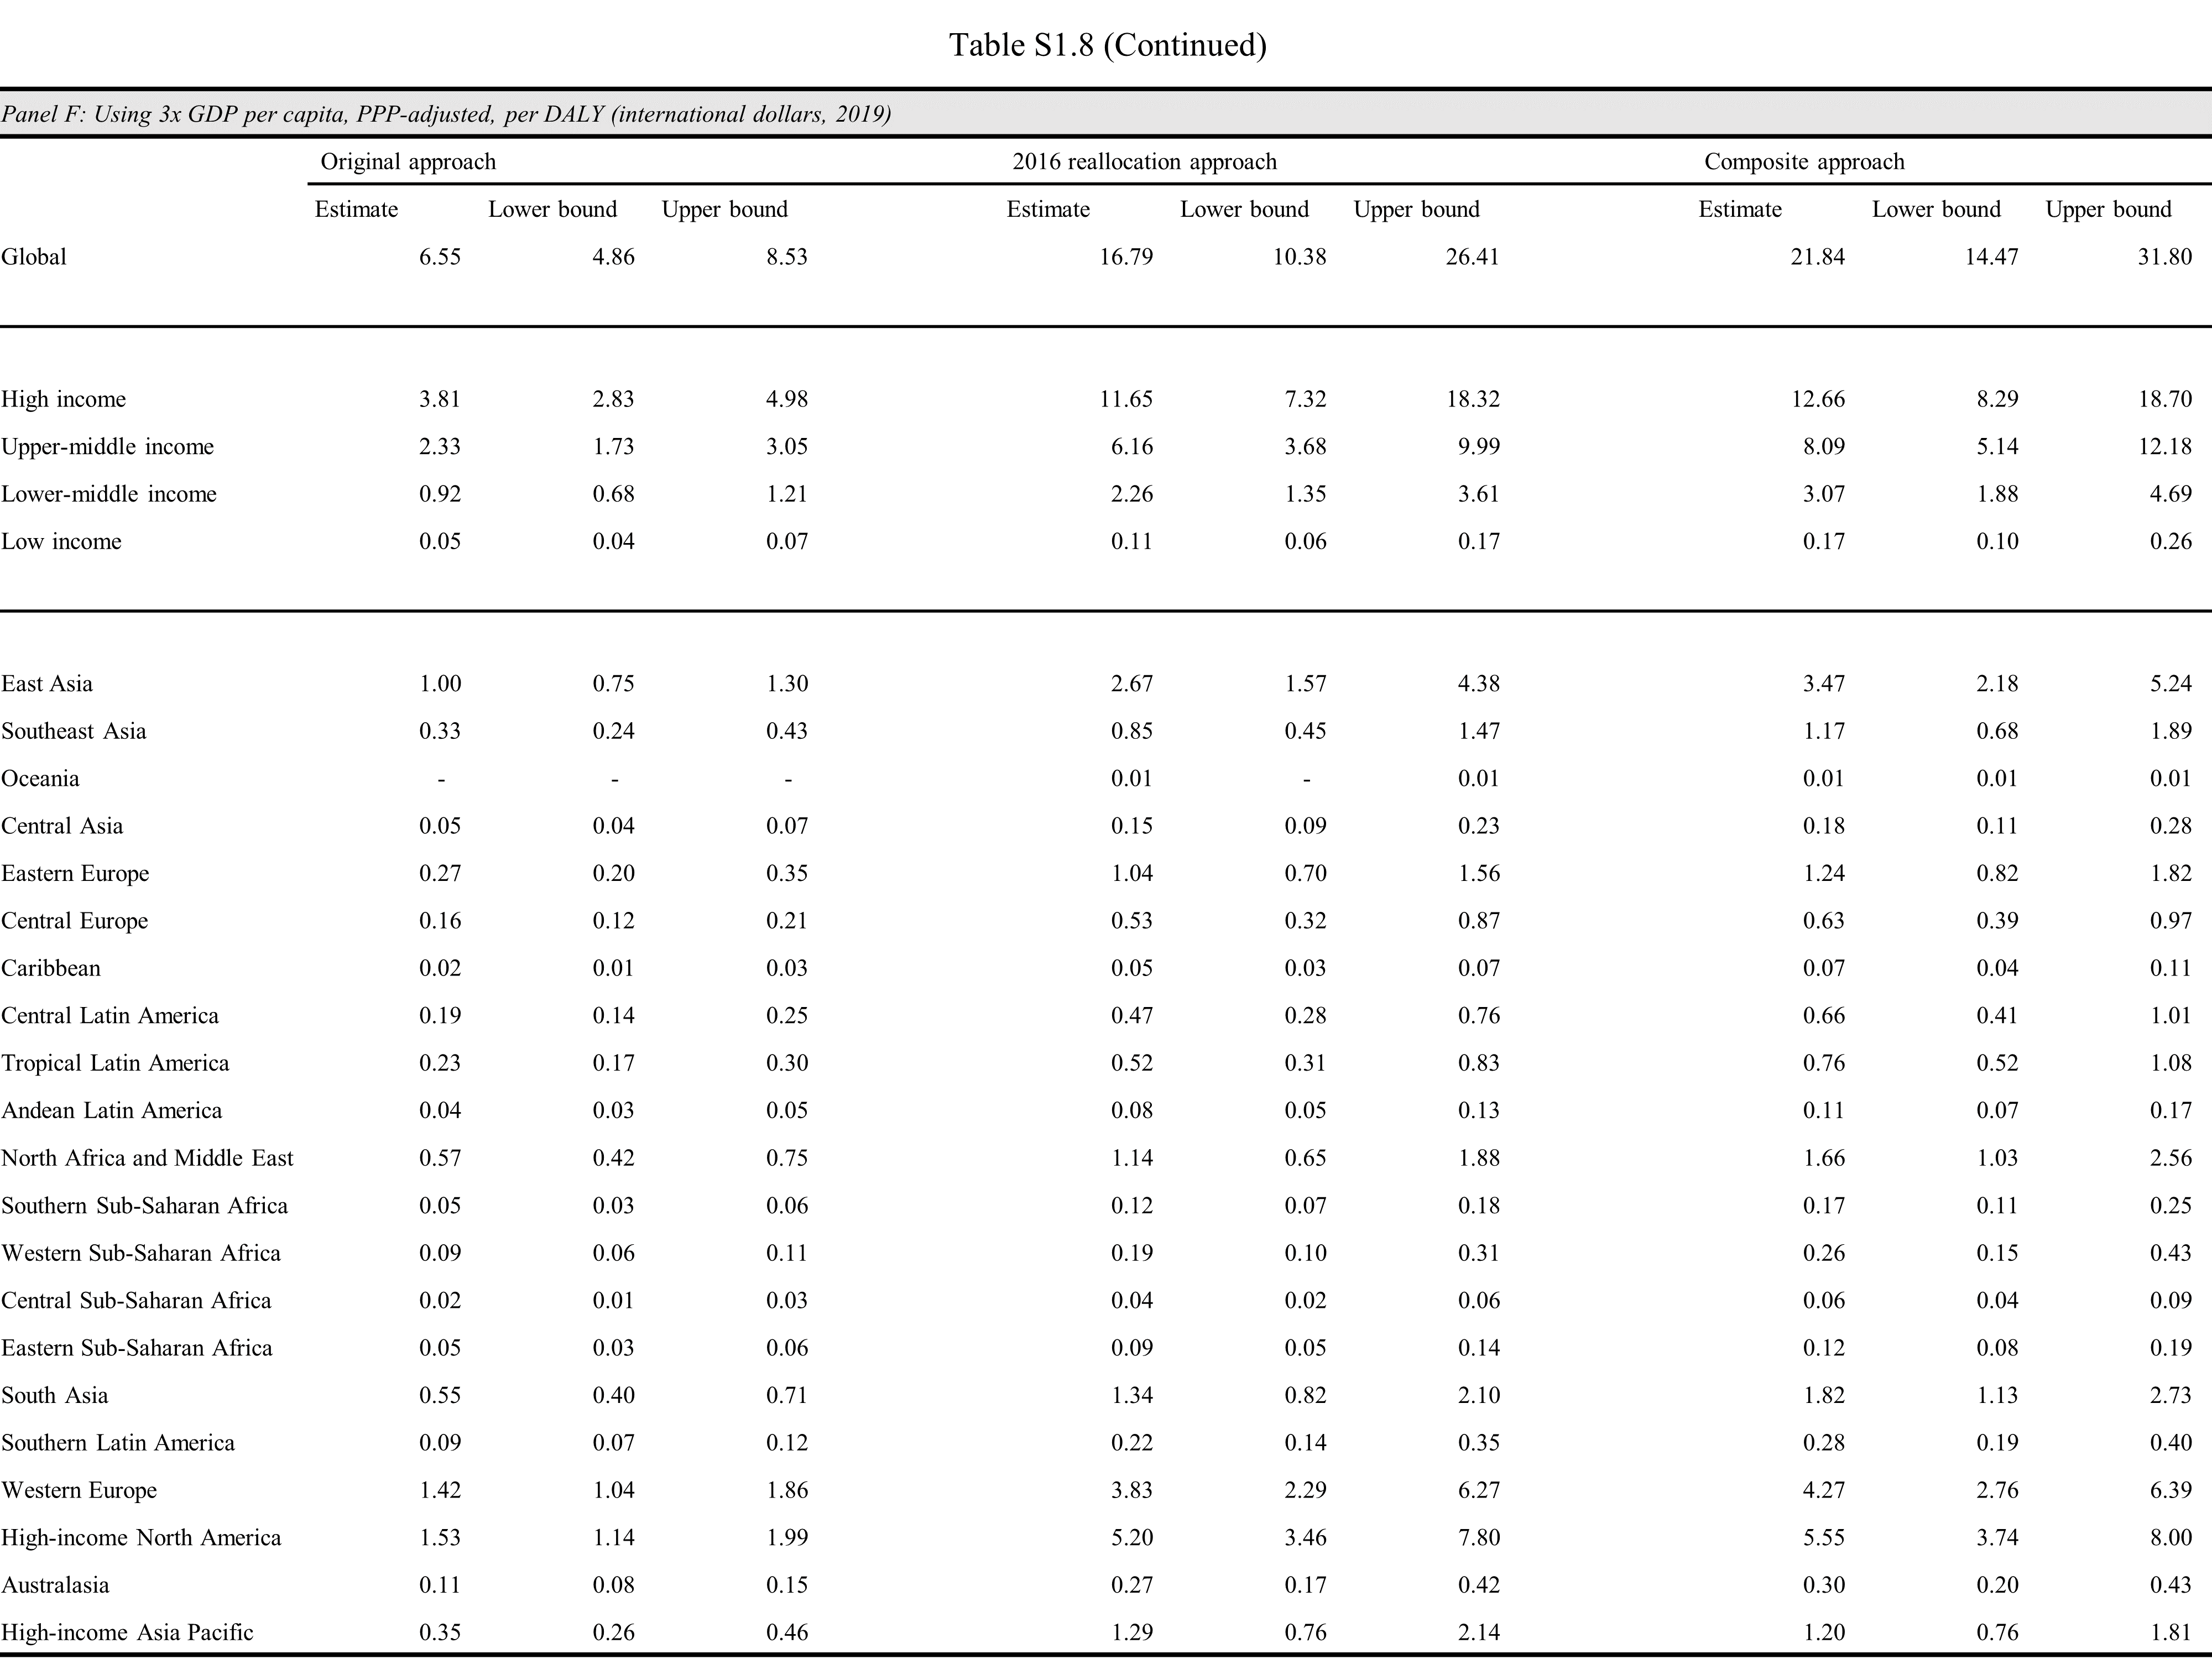 Table S1.8 (Continued)
Panel F: Using 3x GDP per capita, PPP-adjusted, per DALY (international dollars, 2019)
Original approach 2016 reallocation approach Composite approach
Estimate Lower bound Upper bound Estimate Lower bound Upper bound Estimate Lower bound Upper bound
Global 6.55 4.86 8.53 16.79 10.38 26.41 21.84 14.47 31.80
High income 3.81 2.83 4.98 11.65 7.32 18.32 12.66 8.29 18.70
Upper-middle income 2.33 1.73 3.05 6.16 3.68 9.99 8.09 5.14 12.18
Lower-middle income 0.92 0.68 1.21 2.26 1.35 3.61 3.07 1.88 4.69
Low income 0.05 0.04 0.07 0.11 0.06 0.17 0.17 0.10 0.26
East Asia 1.00 0.75 1.30 2.67 1.57 4.38 3.47 2.18 5.24
Southeast Asia 0.33 0.24 0.43 0.85 0.45 1.47 1.17 0.68 1.89
Oceania - - - 0.01 - 0.01 0.01 0.01 0.01
Central Asia 0.05 0.04 0.07 0.15 0.09 0.23 0.18 0.11 0.28
Eastern Europe 0.27 0.20 0.35 1.04 0.70 1.56 1.24 0.82 1.82
Central Europe 0.16 0.12 0.21 0.53 0.32 0.87 0.63 0.39 0.97
Caribbean 0.02 0.01 0.03 0.05 0.03 0.07 0.07 0.04 0.11
Central Latin America 0.19 0.14 0.25 0.47 0.28 0.76 0.66 0.41 1.01
Tropical Latin America 0.23 0.17 0.30 0.52 0.31 0.83 0.76 0.52 1.08
Andean Latin America 0.04 0.03 0.05 0.08 0.05 0.13 0.11 0.07 0.17
North Africa and Middle East 0.57 0.42 0.75 1.14 0.65 1.88 1.66 1.03 2.56
Southern Sub-Saharan Africa 0.05 0.03 0.06 0.12 0.07 0.18 0.17 0.11 0.25
Western Sub-Saharan Africa 0.09 0.06 0.11 0.19 0.10 0.31 0.26 0.15 0.43
Central Sub-Saharan Africa 0.02 0.01 0.03 0.04 0.02 0.06 0.06 0.04 0.09
Eastern Sub-Saharan Africa 0.05 0.03 0.06 0.09 0.05 0.14 0.12 0.08 0.19
South Asia 0.55 0.40 0.71 1.34 0.82 2.10 1.82 1.13 2.73
Southern Latin America 0.09 0.07 0.12 0.22 0.14 0.35 0.28 0.19 0.40
Western Europe 1.42 1.04 1.86 3.83 2.29 6.27 4.27 2.76 6.39
High-income North America 1.53 1.14 1.99 5.20 3.46 7.80 5.55 3.74 8.00
Australasia 0.11 0.08 0.15 0.27 0.17 0.42 0.30 0.20 0.43
High-income Asia Pacific 0.35 0.26 0.46 1.29 0.76 2.14 1.20 0.76 1.81